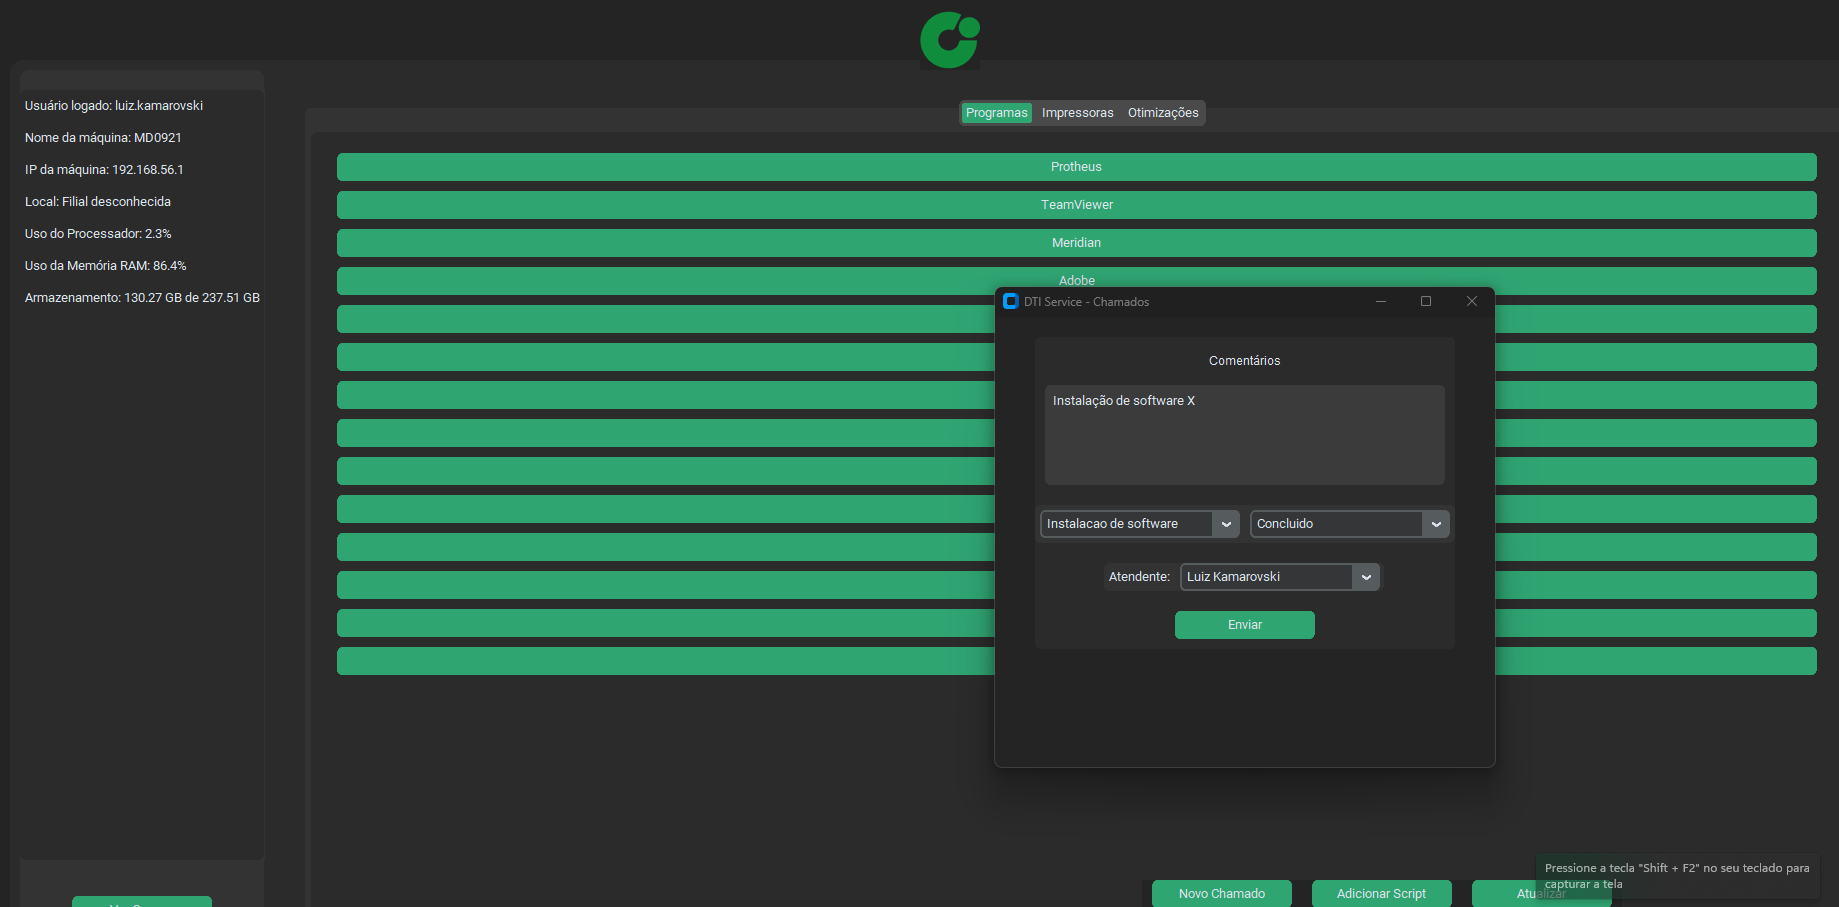 Usuário logado: luiz.kamarovski
Nome da máquina: MD0921
IP da máquina: 192.168.56.1
Local: Filial desconhecida
Uso do Processador: 2.3%
Uso da Memória RAM: 86.4%
Armazenamento: 130.27 GB de 237.51 GB
Programas Impressoras Otimizações
Protheus
TeamViewer
Meridian
Adobe
DTI Service - Chamados
Comentários
Instalação de software X
Instalacao de software Concluido
Atendente: Luiz Kamarovski
Enviar
Novo Chamado Adicionar Script Atualizar
Pressione a tecla "Shift + F2" no seu teclado para
capturar a tela